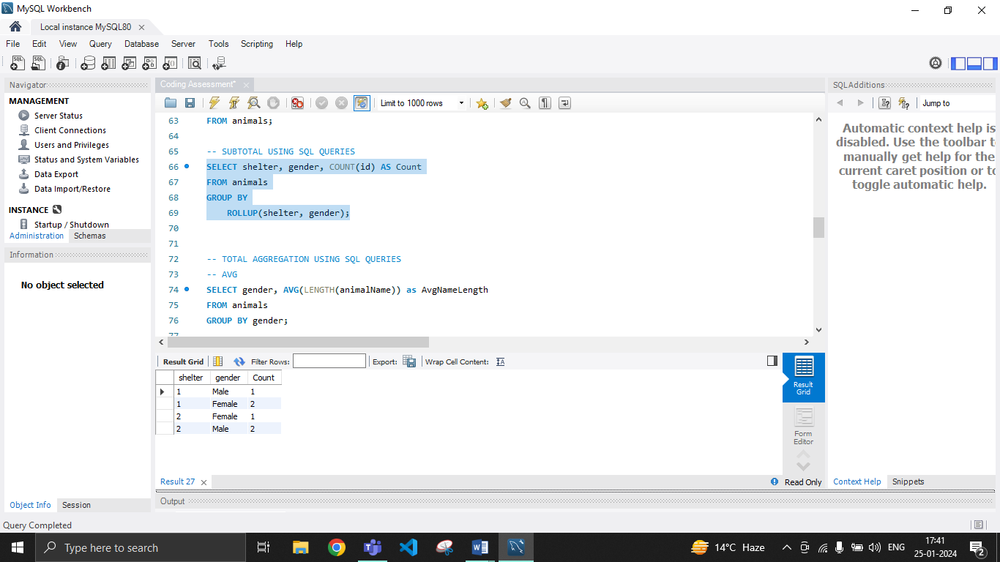 MySQL Workbench
Local instance MySQL80
File Edit View Query Database Server Tools Scripting Help
Navigator
MANAGEMENT
Server Status
Client Connections
Users and Privileges
Status and System Variables
Data Export
Data Import/Restore
INSTANCE
Startup / Shutdown
Administration Schemas
Information
No object selected
Object Info Session
Query Completed
Coding Assessment*
Limit to 1000 rows
63 FROM animals;
64
65 -- SUBTOTAL USING SQL QUERIES
66 SELECT shelter, gender, COUNT(id) AS Count
67 FROM animals
68 GROUP BY
69 ROLLUP(shelter, gender);
70
71
72 -- TOTAL AGGREGATION USING SQL QUERIES
73 -- AVG
74 SELECT gender, AVG(LENGTH(animalName)) as AvgNameLength
75 FROM animals
76 GROUP BY gender;
77
Result Grid Filter Rows: Export: Wrap Cell Content:
shelter gender Count
1 Male 1
1 Female 2
2 Female 1
2 Male 2
Result
Grid
Form
Editor
Result 27
Read Only
Output
SQLAdditions
Jump to
Automatic context help is
disabled. Use the toolbar
manually get help for the
current caret position or
toggle automatic help.
Context Help Snippets
Type here to search
14°C Haze
ENG
17:41
25-01-2024
2